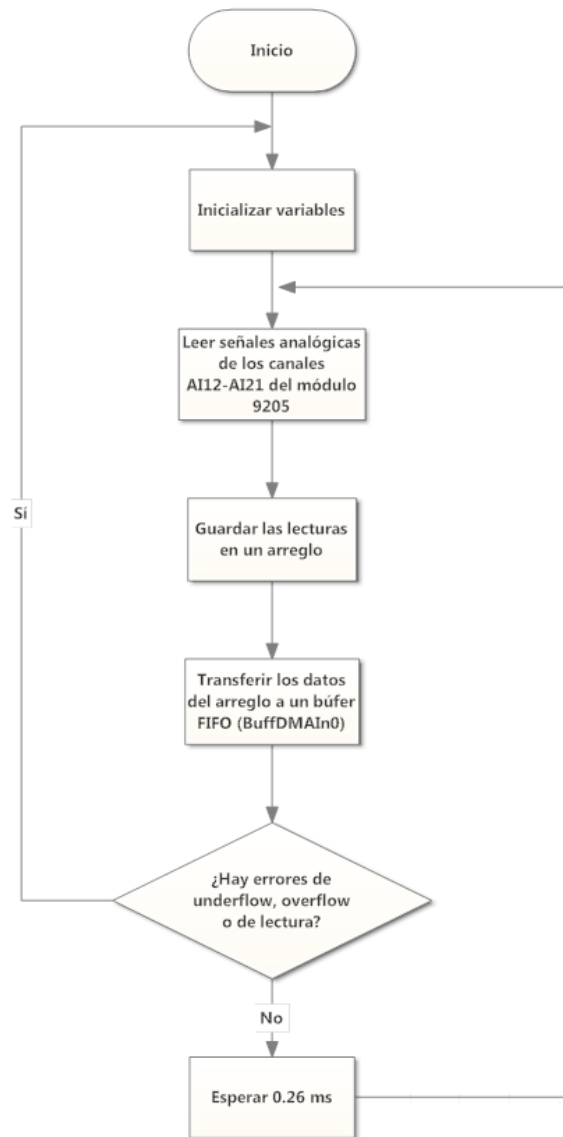 Inicio
Inicializar variables
Leer señales analógicas
de los canales
AI12-AI21 del módulo
9205
Sí
Guardar las lecturas
en un arreglo
Transferir los datos
del arreglo a un búfer
FIFO (BuffDMAIn0)
¿Hay errores de
underflow, overflow
o de lectura?
No
Esperar 0.26 ms